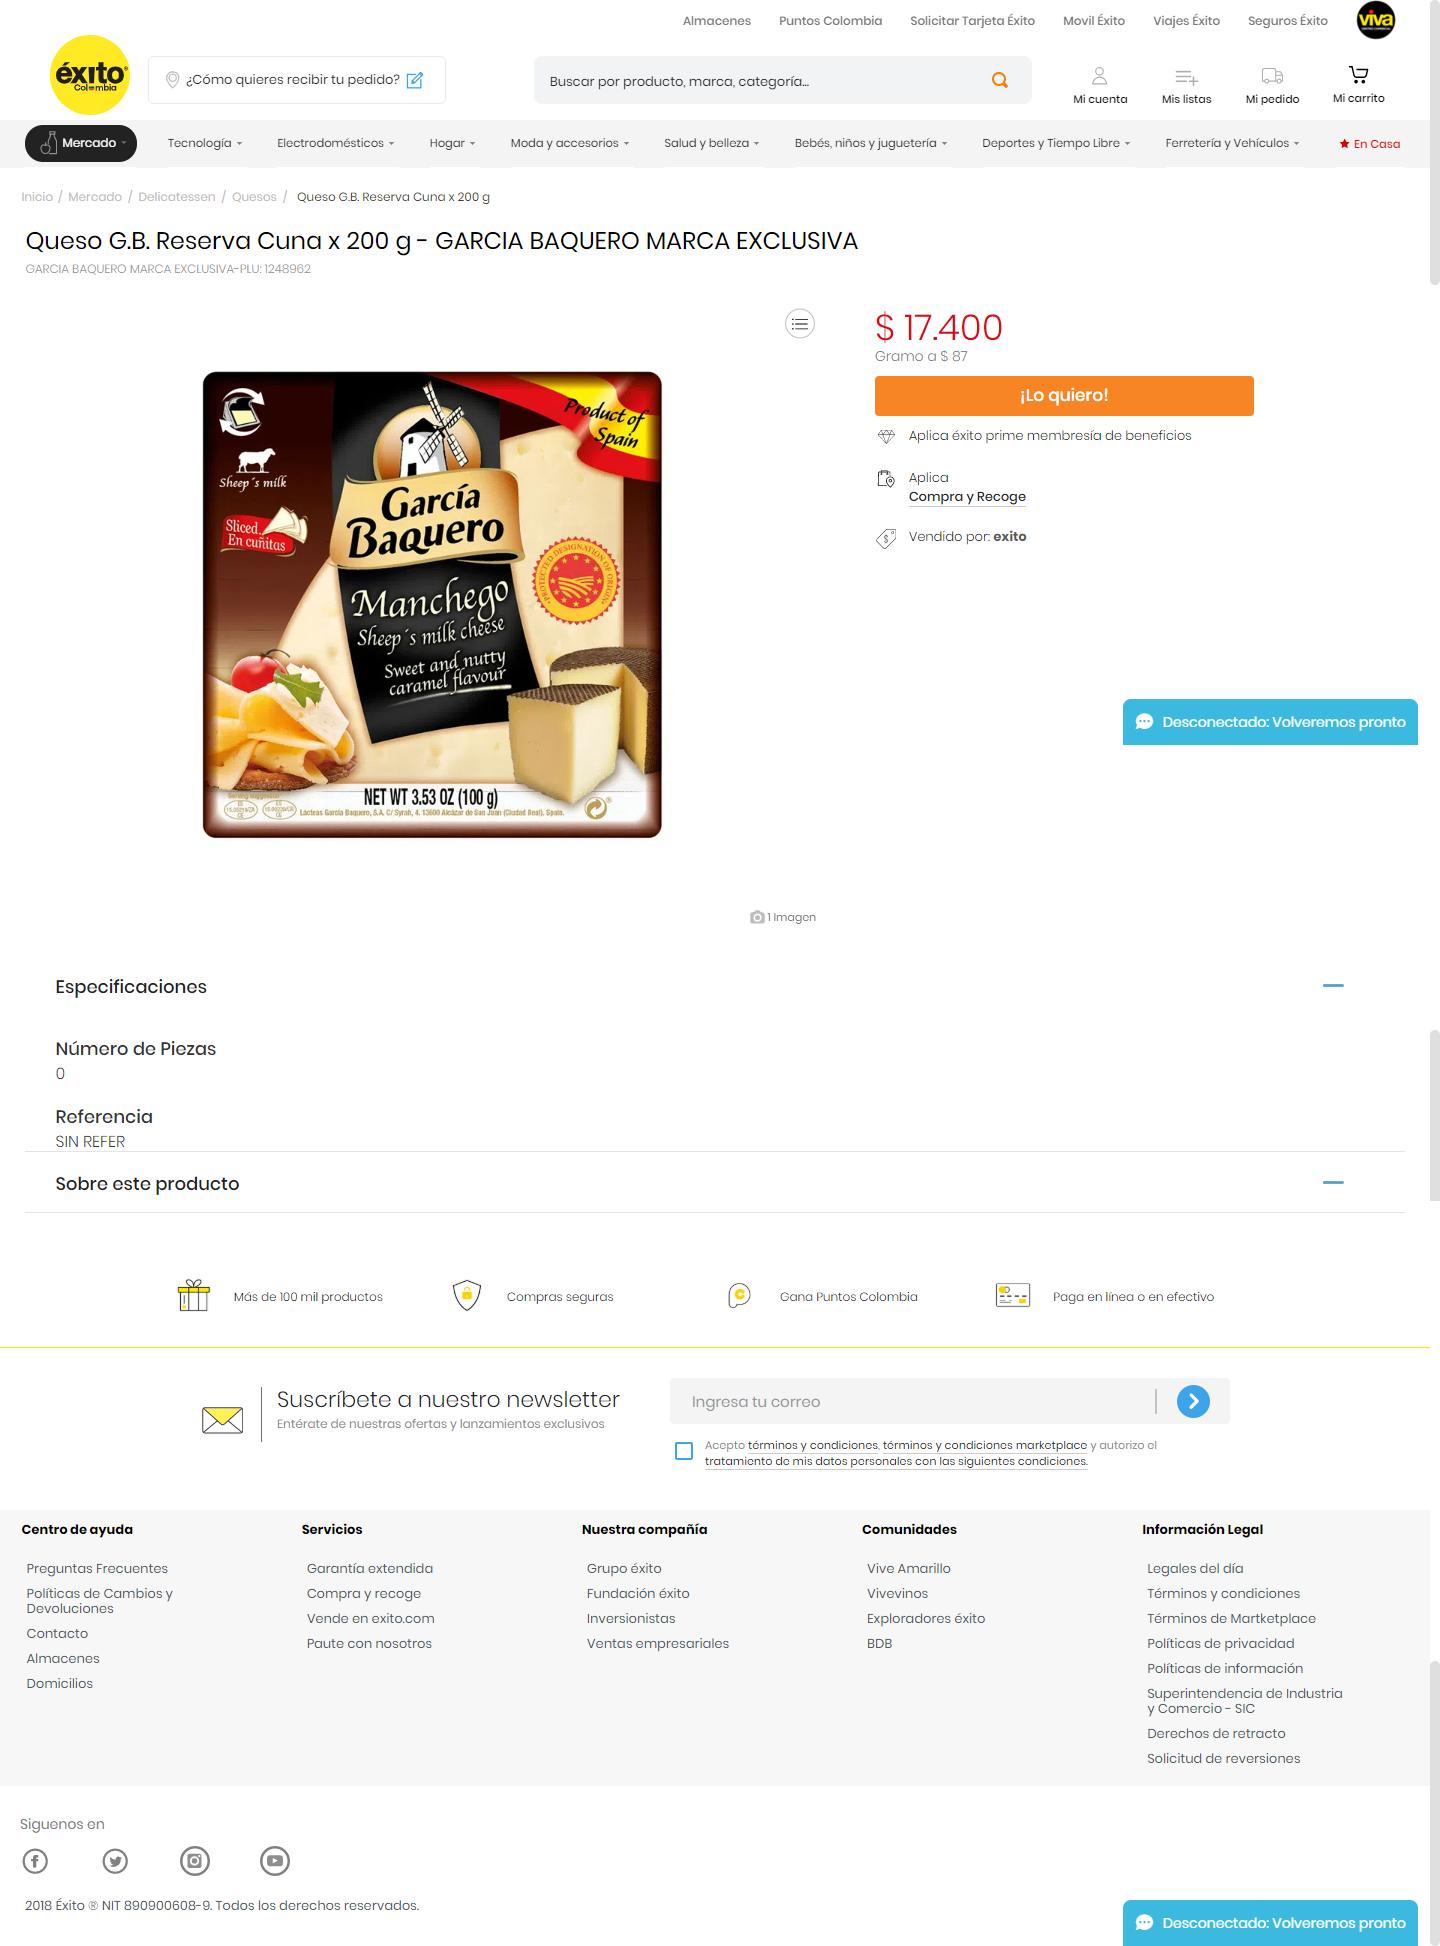 Almacenes Puntos Colombia Solicitar Tarjeta Éxito Movil Éxito Viajes Éxito Seguros Éxito viva
éxito
Colombia
¿Cómo quieres recibir tu pedido?
Buscar por producto, marca, categoría...
Mi cuenta Mis listas Mi pedido Mi carrito
Mercado Tecnología Electrodomésticos Hogar Moda y accesorios Salud y belleza Bebés, niños y juguetería Deportes y Tiempo Libre Ferretería y Vehículos En Casa
Inicio / Mercado / Delicatessen / Quesos / Queso G.B. Reserva Cuna x 200 g
Queso G.B. Reserva Cuna x 200 g - GARCIA BAQUERO MARCA EXCLUSIVA
GARCIA BAQUERO MARCA EXCLUSIVA-PLU: 1248962
Product of
Spain
Sheep´s milk
Sliced
En cuñitas
García
Baquero
PROTECTED DESIGNATION OF ORIGIN
Manchego
Sheep´s milk cheese
Sweet and nutty
caramel flavour
NET WT 3.53 OZ (100 g)
Serving suggestion
Lácteas García Baquero, S.A. C/ Syrah, 4. 13600 Alcázar de San Juan (Ciudad Real). Spain.
1 Imagen
$ 17.400
Gramo a $ 87
¡Lo quiero!
Aplica éxito prime membresía de beneficios
Aplica
Compra y Recoge
Vendido por: exito
Desconectado: Volveremos pronto
Especificaciones
Número de Piezas
0
Referencia
SIN REFER
Sobre este producto
Más de 100 mil productos
Compras seguras
Gana Puntos Colombia
Paga en línea o en efectivo
Suscríbete a nuestro newsletter
Entérate de nuestras ofertas y lanzamientos exclusivos
Ingresa tu correo
Acepto términos y condiciones, términos y condiciones marketplace y autorizo el
tratamiento de mis datos personales con las siguientes condiciones.
Centro de ayuda
Preguntas Frecuentes
Políticas de Cambios y
Devoluciones
Contacto
Almacenes
Domicilios
Servicios
Garantía extendida
Compra y recoge
Vende en exito.com
Paute con nosotros
Nuestra compañía
Grupo éxito
Fundación éxito
Inversionistas
Ventas empresariales
Comunidades
Vive Amarillo
Vivevinos
Exploradores éxito
BDB
Información Legal
Legales del día
Términos y condiciones
Términos de Martketplace
Políticas de privacidad
Políticas de información
Superintendencia de Industria
y Comercio - SIC
Derechos de retracto
Solicitud de reversiones
Siguenos en
2018 Éxito ® NIT 890900608-9. Todos los derechos reservados.
Desconectado: Volveremos pronto